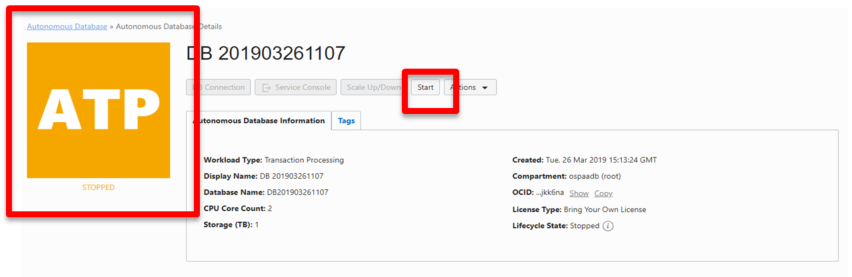 Autonomous Database » Autonomous Database Details
ATP
STOPPED
DB 201903261107
DB Connection Service Console Scale Up/Down Start Actions
Autonomous Database Information Tags
Workload Type: Transaction Processing
Display Name: DB 201903261107
Database Name: DB201903261107
CPU Core Count: 2
Storage (TB): 1
Created: Tue, 26 Mar 2019 15:13:24 GMT
Compartment: ospaadb (root)
OCID: ...jkk6na Show Copy
License Type: Bring Your Own License
Lifecycle State: Stopped i